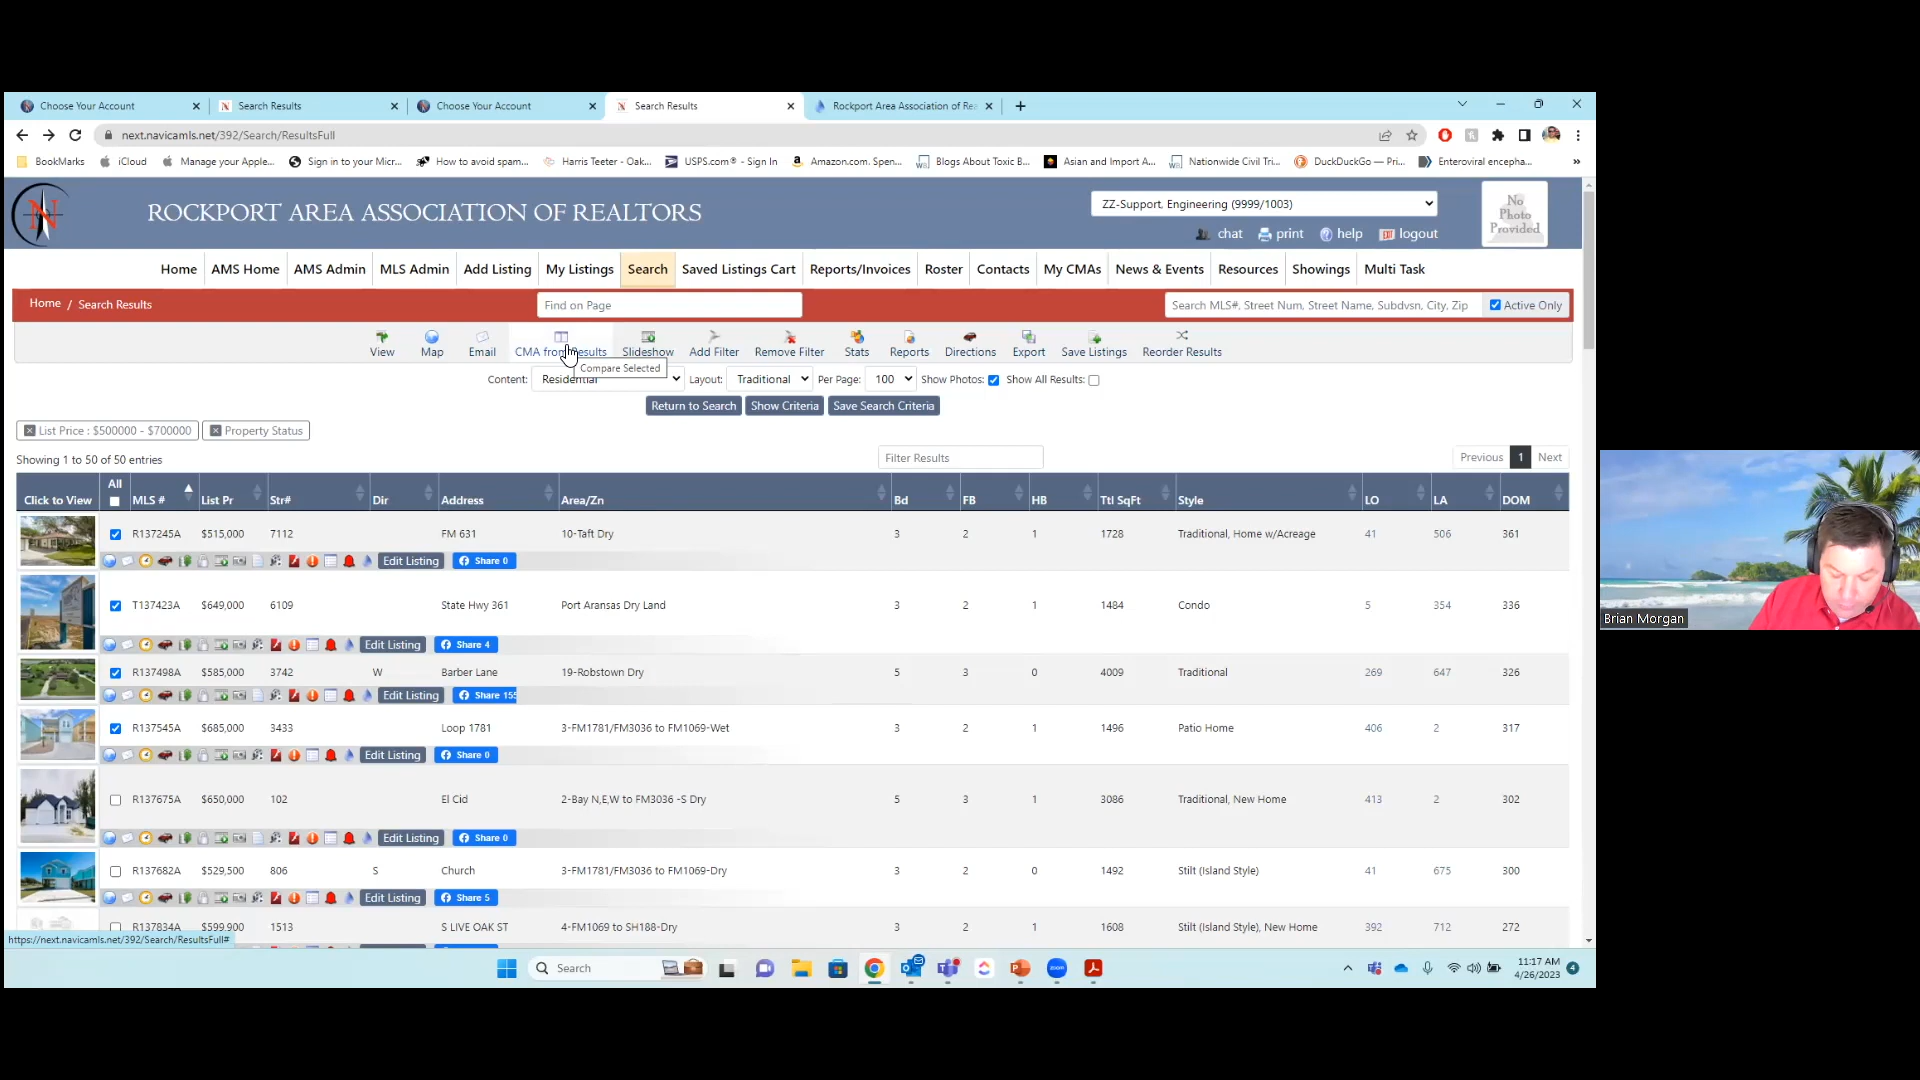 Choose Your Account
Search Results
Choose Your Account
Search Results
Rockport Area Association of Rea
next.navicamls.net/392/Search/ResultsFull
BookMarks
iCloud
Manage your Apple...
Sign in to your Micr...
How to avoid spam...
Harris Teeter - Oak...
USPS.com® - Sign In
Amazon.com. Spen...
Blogs About Toxic B...
Asian and Import A...
Nationwide Civil Tri...
DuckDuckGo — Pri...
Enteroviral encepha...
»
N
ROCKPORT AREA ASSOCIATION OF REALTORS
ZZ-Support, Engineering (9999/1003)
chat print help EXIT logout
No Photo Provided
Home AMS Home AMS Admin MLS Admin Add Listing My Listings Search Saved Listings Cart Reports/Invoices Roster Contacts My CMAs News & Events Resources Showings Multi Task
Home / Search Results
Find on Page
Search MLS#, Street Num, Street Name, Subdvsn, City, Zip
Active Only
View Map Email CMA from Results Slideshow Add Filter Remove Filter Stats Reports Directions Export Save Listings Reorder Results
Compare Selected
Content: Residential Layout: Traditional Per Page: 100 Show Photos: Show All Results:
Return to Search Show Criteria Save Search Criteria
List Price : $500000 - $700000 Property Status
Showing 1 to 50 of 50 entries
Filter Results
Previous 1 Next
Click to View All MLS # List Pr Str# Dir Address Area/Zn Bd FB HB Ttl SqFt Style LO LA DOM
R137245A $515,000 7112 FM 631 10-Taft Dry 3 2 1 1728 Traditional, Home w/Acreage 41 506 361
Edit Listing Share 0
T137423A $649,000 6109 State Hwy 361 Port Aransas Dry Land 3 2 1 1484 Condo 5 354 336
Edit Listing Share 4
R137498A $585,000 3742 W Barber Lane 19-Robstown Dry 5 3 0 4009 Traditional 269 647 326
Edit Listing Share 155
R137545A $685,000 3433 Loop 1781 3-FM1781/FM3036 to FM1069-Wet 3 2 1 1496 Patio Home 406 2 317
Edit Listing Share 0
R137675A $650,000 102 El Cid 2-Bay N,E,W to FM3036 -S Dry 5 3 1 3086 Traditional, New Home 413 2 302
Edit Listing Share 0
R137682A $529,500 806 S Church 3-FM1781/FM3036 to FM1069-Dry 3 2 0 1492 Stilt (Island Style) 41 675 300
Edit Listing Share 5
R137834A $599,900 1513 S LIVE OAK ST 4-FM1069 to SH188-Dry 3 2 1 1608 Stilt (Island Style), New Home 392 712 272
https://next.navicamls.net/392/Search/ResultsFull#
Search
11:17 AM
4/26/2023
4
Brian Morgan